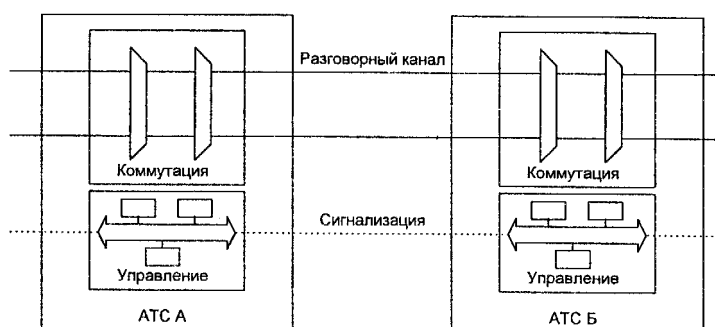 Разговорный канал
Коммутация
Коммутация
Сигнализация
Управление
Управление
АТС А
АТС Б